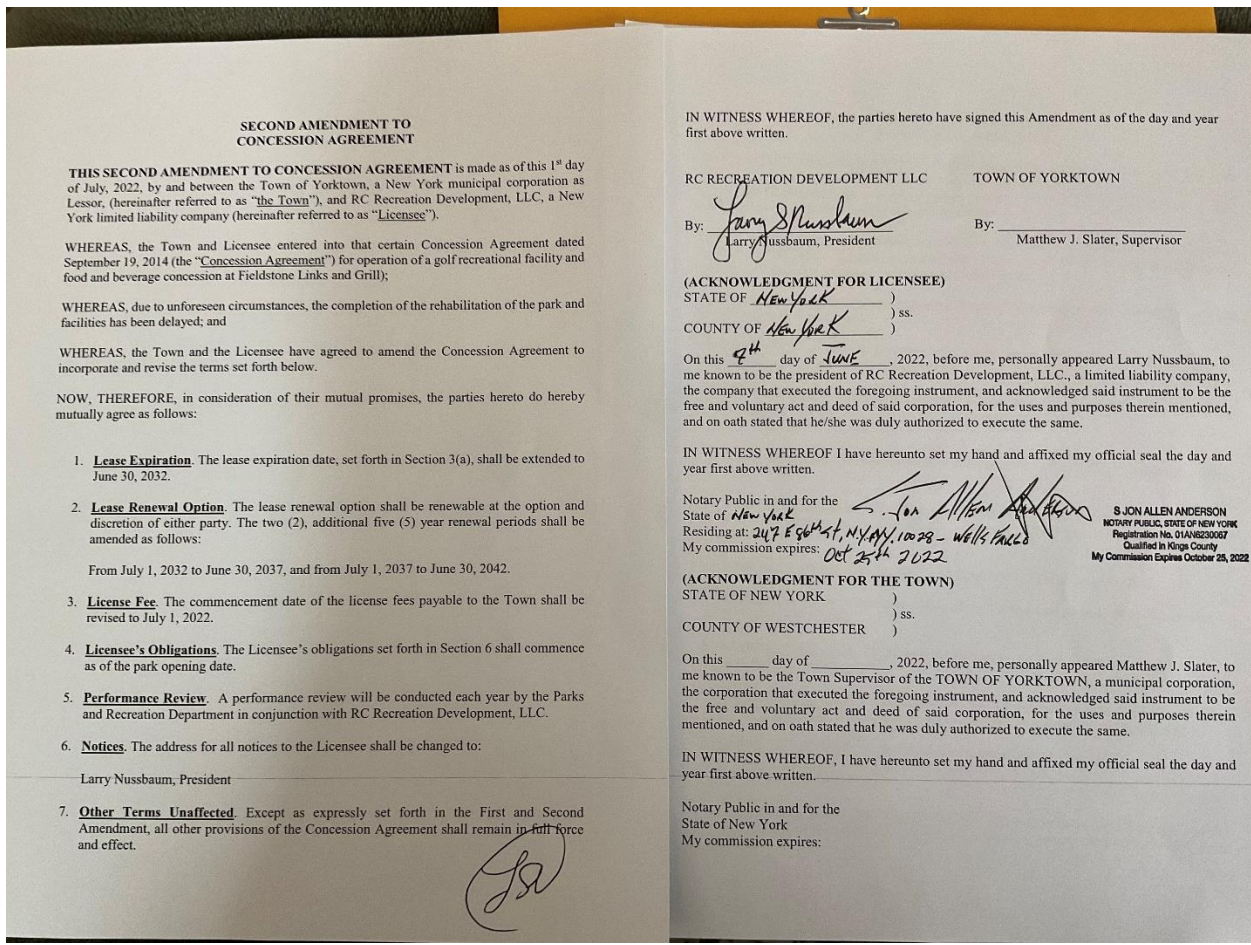 SECOND AMENDMENT TO
CONCESSION AGREEMENT
THIS SECOND AMENDMENT TO CONCESSION AGREEMENT is made as of this 1st day
of July, 2022, by and between the Town of Yorktown, a New York municipal corporation as
Lessor, (hereinafter referred to as "the Town"), and RC Recreation Development, LLC, a New
York limited liability company (hereinafter referred to as "Licensee").
WHEREAS, the Town and Licensee entered into that certain Concession Agreement dated
September 19, 2014 (the "Concession Agreement") for operation of a golf recreational facility and
food and beverage concession at Fieldstone Links and Grill);
WHEREAS, due to unforeseen circumstances, the completion of the rehabilitation of the park and
facilities has been delayed; and
WHEREAS, the Town and the Licensee have agreed to amend the Concession Agreement to
incorporate and revise the terms set forth below.
NOW, THEREFORE, in consideration of their mutual promises, the parties hereto do hereby
mutually agree as follows:
1. Lease Expiration. The lease expiration date, set forth in Section 3(a), shall be extended to
June 30, 2032.
2. Lease Renewal Option. The lease renewal option shall be renewable at the option and
discretion of either party. The two (2), additional five (5) year renewal periods shall be
amended as follows:
From July 1, 2032 to June 30, 2037, and from July 1, 2037 to June 30, 2042.
3. License Fee. The commencement date of the license fees payable to the Town shall be
revised to July 1, 2022.
4. Licensee's Obligations. The Licensee's obligations set forth in Section 6 shall commence
as of the park opening date.
5. Performance Review. A performance review will be conducted each year by the Parks
and Recreation Department in conjunction with RC Recreation Development, LLC.
6. Notices. The address for all notices to the Licensee shall be changed to:
Larry Nussbaum, President
7. Other Terms Unaffected. Except as expressly set forth in the First and Second
Amendment, all other provisions of the Concession Agreement shall remain in full force
and effect.
IN WITNESS WHEREOF, the parties hereto have signed this Amendment as of the day and year
first above written.
RC RECREATION DEVELOPMENT LLC TOWN OF YORKTOWN
By: Larry S Nussbaum By:
Larry Nussbaum, President Matthew J. Slater, Supervisor
(ACKNOWLEDGMENT FOR LICENSEE)
STATE OF New York )
) ss.
COUNTY OF New York )
On this day of JUNE, 2022, before me, personally appeared Larry Nussbaum, to
me known to be the president of RC Recreation Development, LLC., a limited liability company,
the company that executed the foregoing instrument, and acknowledged said instrument to be the
free and voluntary act and deed of said corporation, for the uses and purposes therein mentioned,
and on oath stated that he/she was duly authorized to execute the same.
IN WITNESS WHEREOF I have hereunto set my hand and affixed my official seal the day and
year first above written.
Notary Public in and for the S. Jon Allen Anderson
State of New York
Residing at: 247 E 86th St, N.Y. N.Y. 10028 - Wells Fargo
My commission expires: Oct 25th 2022
S JON ALLEN ANDERSON
NOTARY PUBLIC, STATE OF NEW YORK
Registration No. 01AN6230067
Qualified in Kings County
My Commission Expires October 25, 2022
(ACKNOWLEDGMENT FOR THE TOWN)
STATE OF NEW YORK )
) ss.
COUNTY OF WESTCHESTER )
On this ______ day of __________, 2022, before me, personally appeared Matthew J. Slater, to
me known to be the Town Supervisor of the TOWN OF YORKTOWN, a municipal corporation,
the corporation that executed the foregoing instrument, and acknowledged said instrument to be
the free and voluntary act and deed of said corporation, for the uses and purposes therein
mentioned, and on oath stated that he was duly authorized to execute the same.
IN WITNESS WHEREOF, I have hereunto set my hand and affixed my official seal the day and
year first above written.
Notary Public in and for the
State of New York
My commission expires: